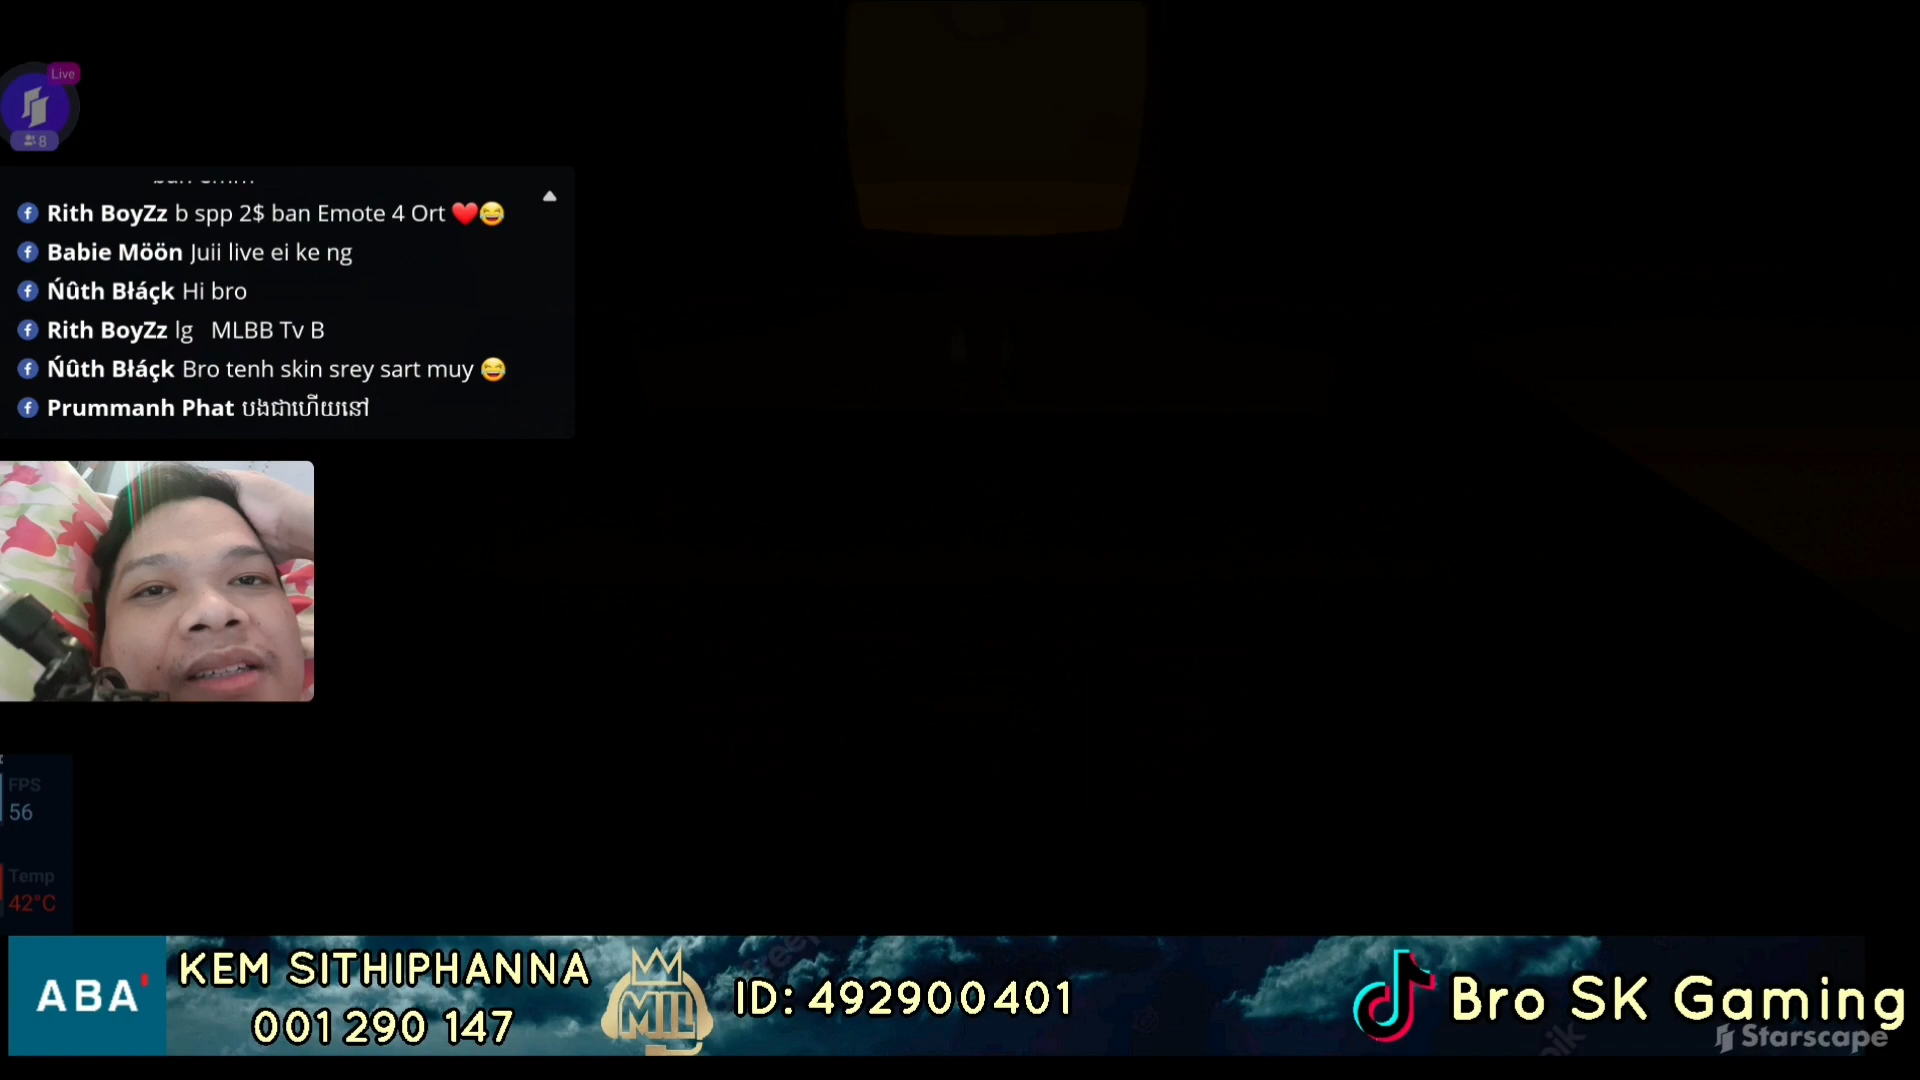 Live
8
Rith BoyZz b spp 2$ ban Emote 4 Ort ❤️😂
Babie Möön Juii live ei ke ng
Ńûth Błáçk Hi bro
Rith BoyZz lg MLBB Tv B
Ńûth Błáçk Bro tenh skin srey sart muy 😂
Prummanh Phat បងជាហើយនៅ
FPS
56
Temp
42°C
ABA'
KEM SITHIPHANNA
001 290 147
MIL
ID: 492900401
Bro SK Gaming
Starscape